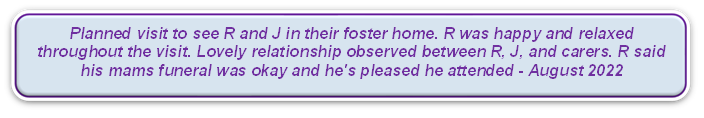 Planned visit to see R and J in their foster home. R was happy and relaxed
throughout the visit. Lovely relationship observed between R, J, and carers. R said
his mams funeral was okay and he's pleased he attended - August 2022